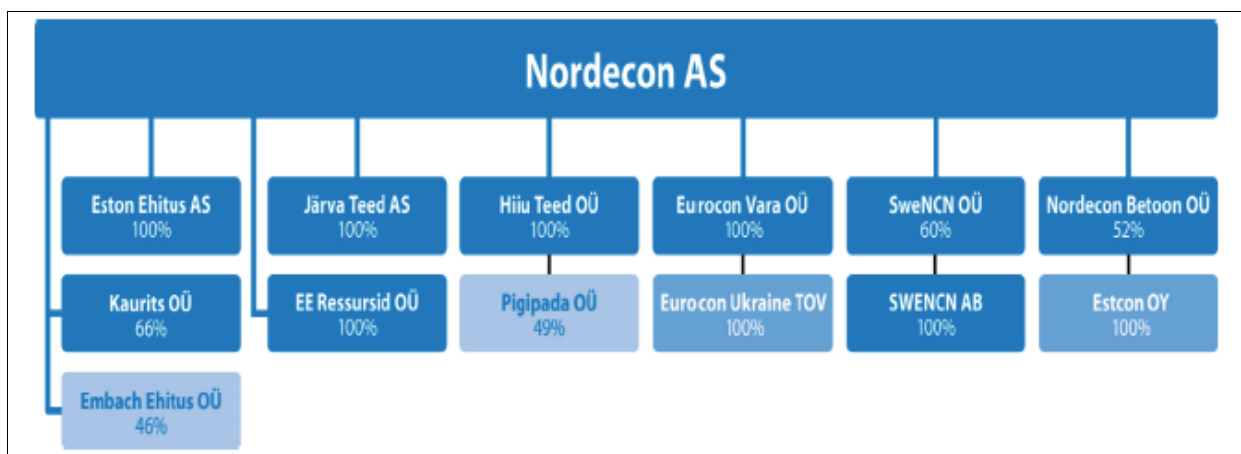 Nordecon AS
Eston Ehitus AS
100%
Järva Teed AS
100%
Hiiu Teed OÜ
100%
Eurocon Vara OÜ
100%
SweNCN OÜ
60%
Nordecon Betoon OÜ
52%
Kaurits OÜ
66%
EE Ressursid OÜ
100%
Pigipada OÜ
49%
Eurocon Ukraine TOV
100%
SWENCN AB
100%
Estcon OY
100%
Embach Ehitus OÜ
46%